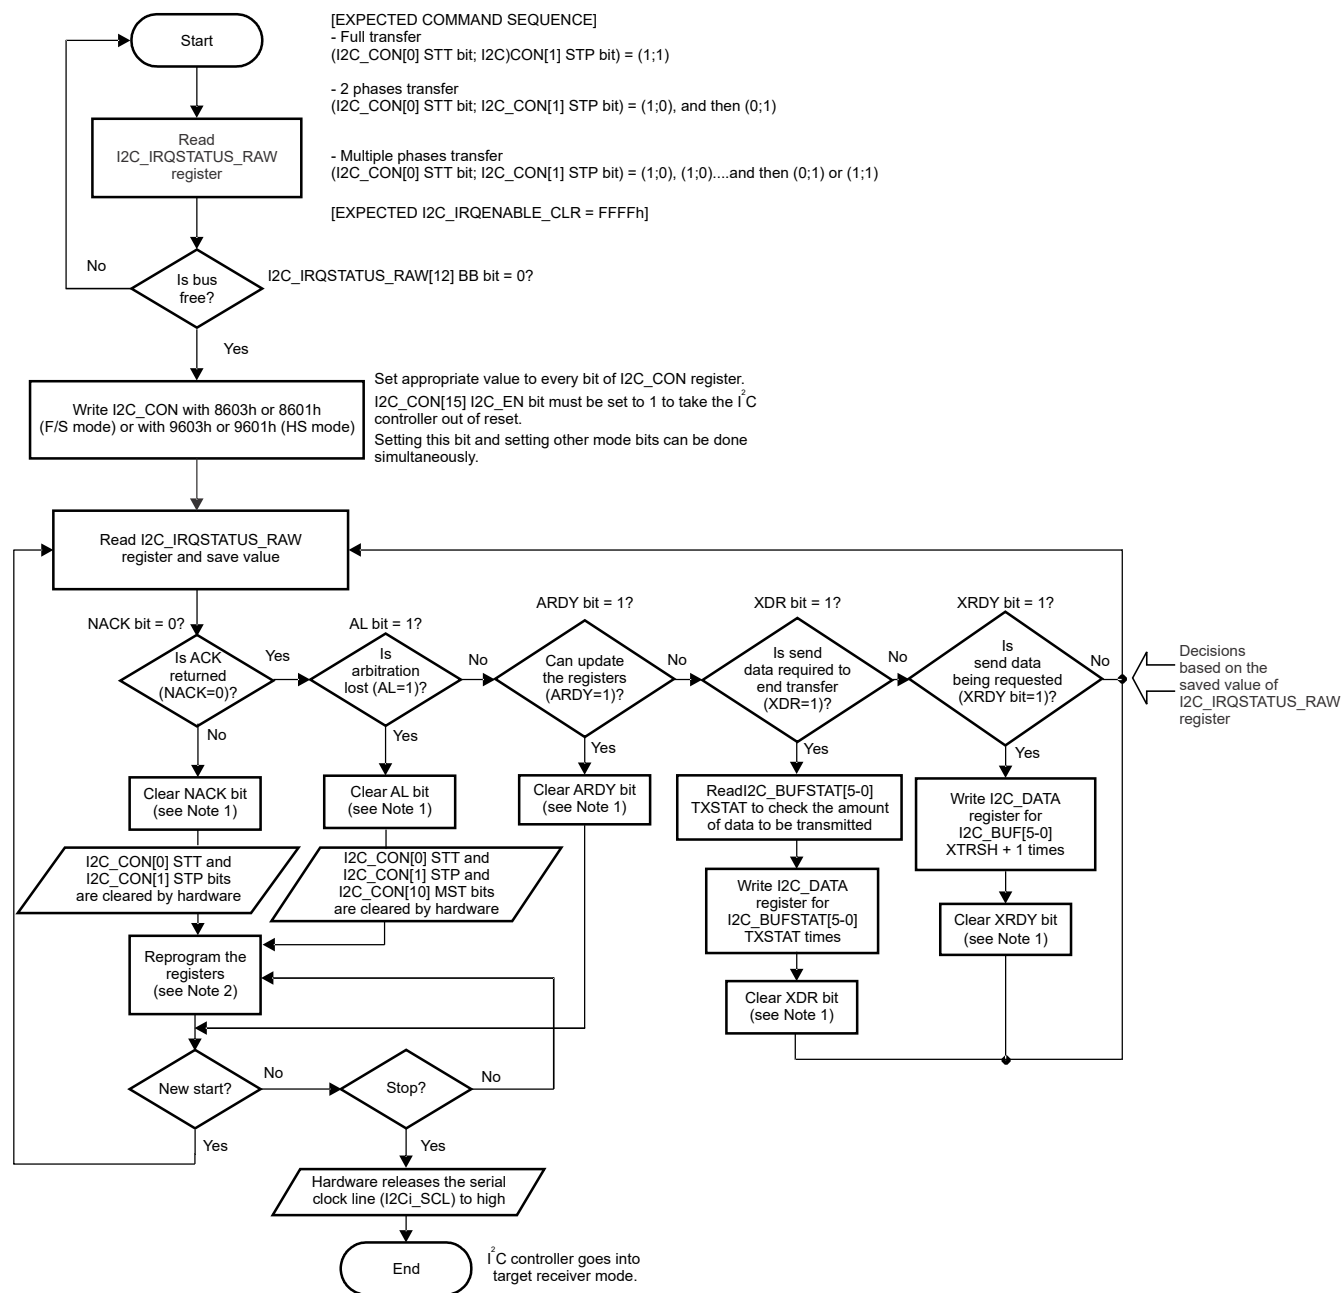 Start
[EXPECTED COMMAND SEQUENCE]
- Full transfer
(I2C_CON[0] STT bit; I2C)CON[1] STP bit) = (1;1)
- 2 phases transfer
(I2C_CON[0] STT bit; I2C_CON[1] STP bit) = (1;0), and then (0;1)
- Multiple phases transfer
(I2C_CON[0] STT bit; I2C_CON[1] STP bit) = (1;0), (1;0)....and then (0;1) or (1;1)
[EXPECTED I2C_IRQENABLE_CLR = FFFFh]
Read
I2C_IRQSTATUS_RAW
register
No
Is bus
free?
I2C_IRQSTATUS_RAW[12] BB bit = 0?
Yes
Write I2C_CON with 8603h or 8601h
(F/S mode) or with 9603h or 9601h (HS mode)
Set appropriate value to every bit of I2C_CON register.
I2C_CON[15] I2C_EN bit must be set to 1 to take the I²C
controller out of reset.
Setting this bit and setting other mode bits can be done
simultaneously.
Read I2C_IRQSTATUS_RAW
register and save value
NACK bit = 0?
Is ACK
returned
(NACK=0)?
Yes
No
AL bit = 1?
Is
arbitration
lost (AL=1)?
No
Yes
ARDY bit = 1?
Can update
the registers
(ARDY=1)?
No
Yes
XDR bit = 1?
Is send
data required to
end transfer
(XDR=1)?
No
Yes
XRDY bit = 1?
Is
send data
being requested
(XRDY bit=1)?
No
Yes
Decisions
based on the
saved value of
I2C_IRQSTATUS_RAW
register
Clear NACK bit
(see Note 1)
Clear AL bit
(see Note 1)
Clear ARDY bit
(see Note 1)
ReadI2C_BUFSTAT[5-0]
TXSTAT to check the amount
of data to be transmitted
Write I2C_DATA
register for
I2C_BUF[5-0]
XTRSH + 1 times
I2C_CON[0] STT and
I2C_CON[1] STP bits
are cleared by hardware
I2C_CON[0] STT and
I2C_CON[1] STP and
I2C_CON[10] MST bits
are cleared by hardware
Write I2C_DATA
register for
I2C_BUFSTAT[5-0]
TXSTAT times
Clear XRDY bit
(see Note 1)
Reprogram the
registers
(see Note 2)
Clear XDR bit
(see Note 1)
New start?
No
Yes
Stop?
No
Yes
Hardware releases the serial
clock line (I2Ci_SCL) to high
End
I²C controller goes into
target receiver mode.